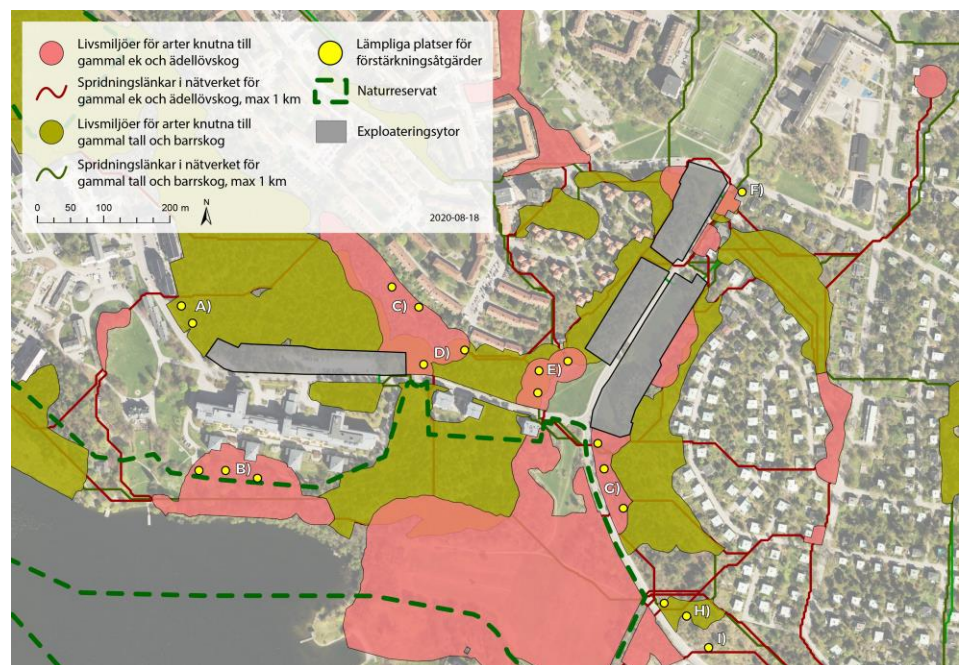 Livsmiljöer för arter knutna till
gammal ek och ädellövskog
Spridningslänkar i nätverket för
gammal ek och ädellövskog, max 1 km
Livsmiljöer för arter knutna till
gammal tall och barrskog
Spridningslänkar i nätverket för
gammal tall och barrskog, max 1 km
Lämpliga platser för
förstärkningsåtgärder
Naturreservat
Exploateringsytor
0 50 100 200 m
N
2020-08-18
F)
A)
C)
D)
E)
B)
G)
H)
I)